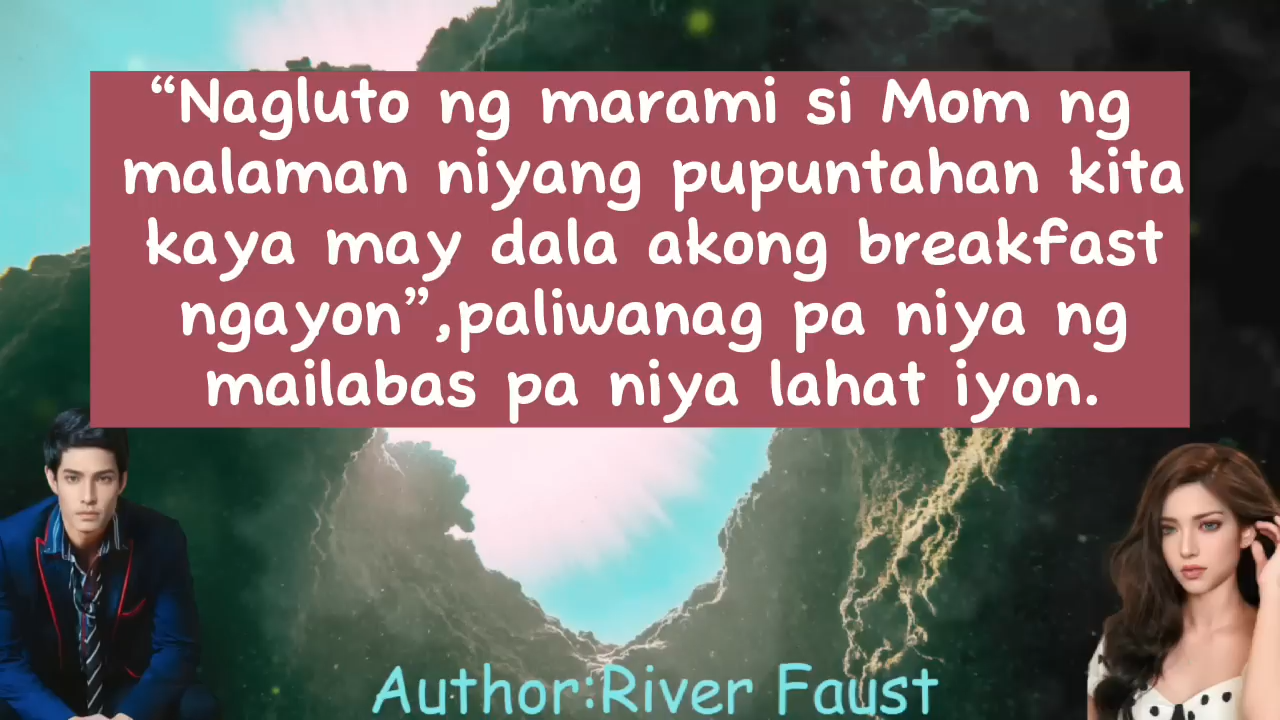 “Nagluto ng marami si Mom ng
malaman niyang pupuntahan kita
kaya may dala akong breakfast
ngayon”,paliwanag pa niya ng
mailabas pa niya lahat iyon.
Author:River Faust